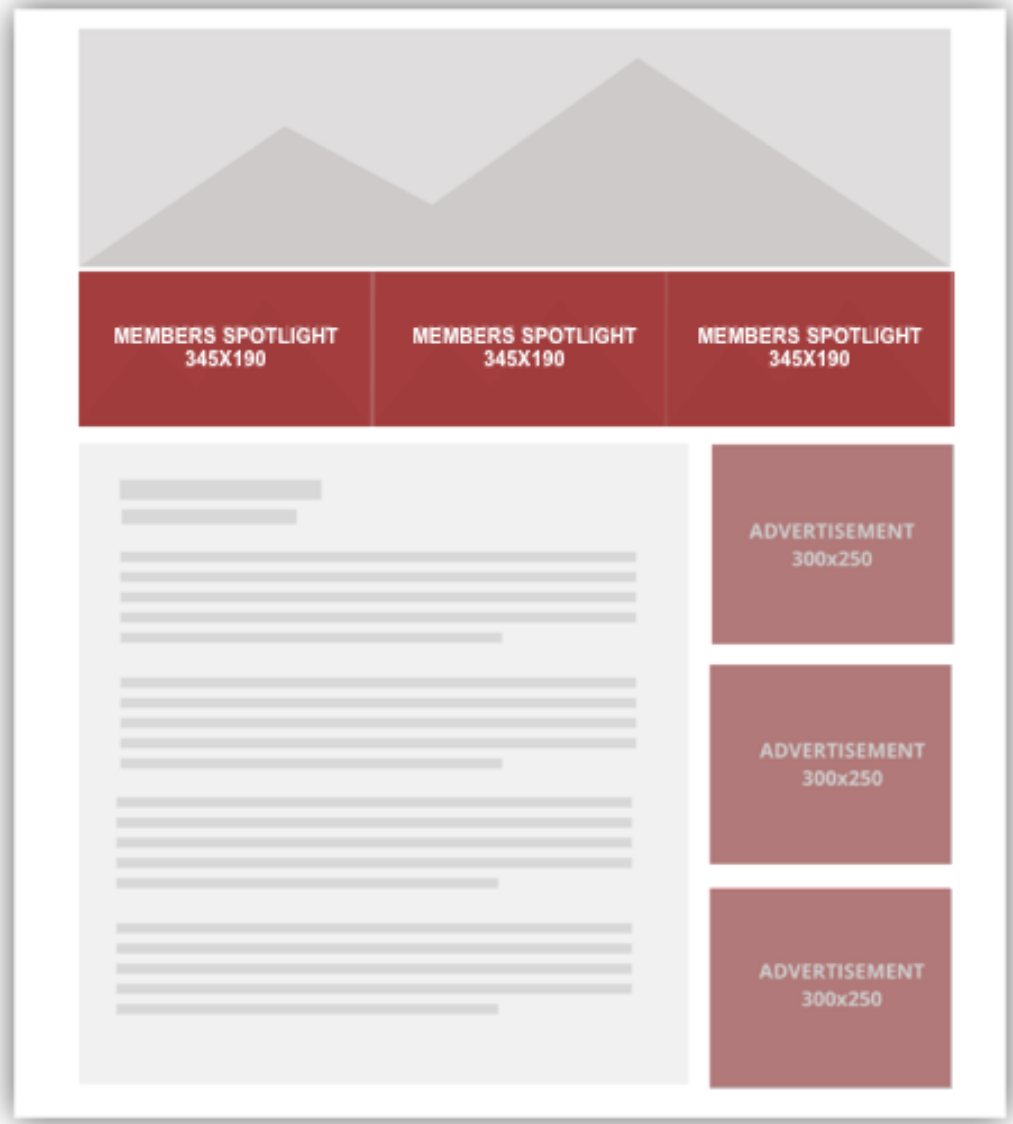 MEMBERS SPOTLIGHT
345X190
MEMBERS SPOTLIGHT
345X190
MEMBERS SPOTLIGHT
345X190
ADVERTISEMENT
300x250
ADVERTISEMENT
300x250
ADVERTISEMENT
300x250